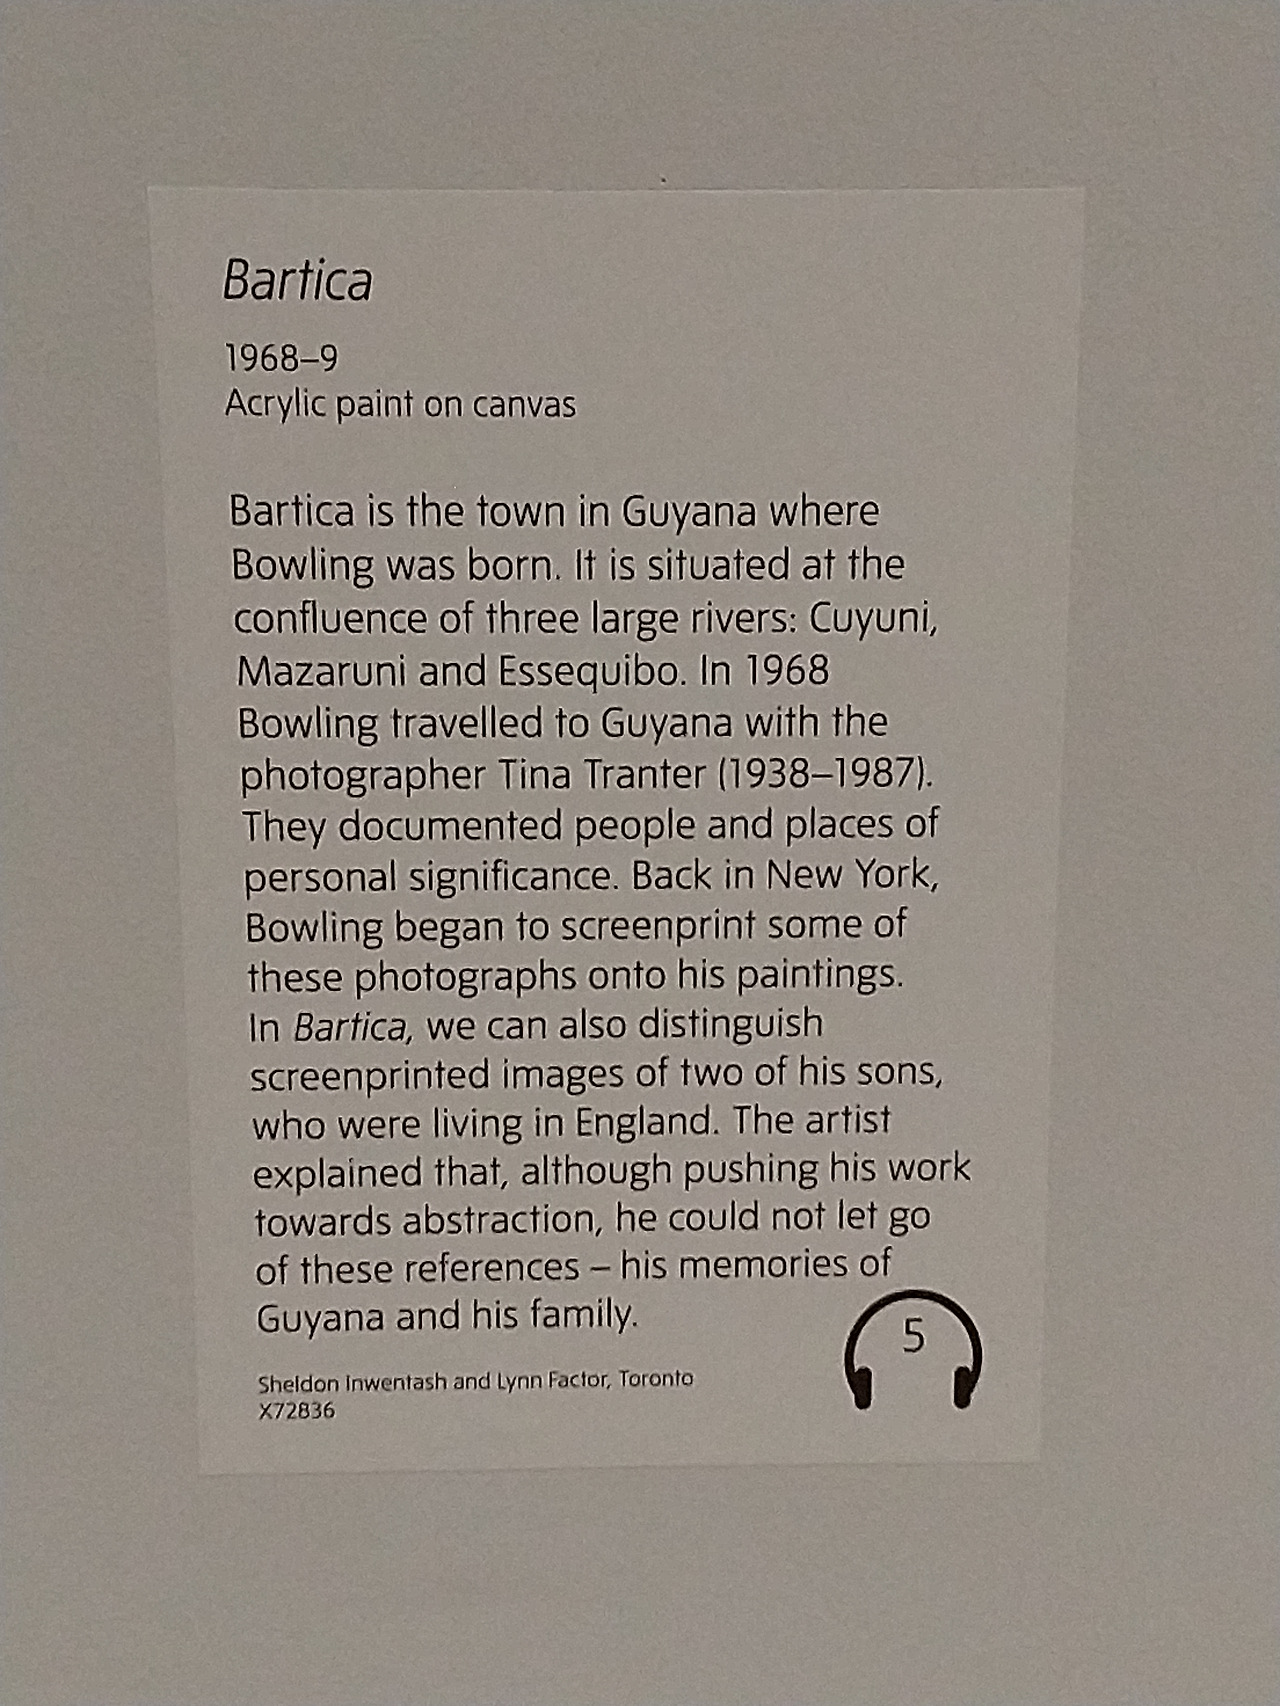 Bartica
1968–9
Acrylic paint on canvas
Bartica is the town in Guyana where
Bowling was born. It is situated at the
confluence of three large rivers: Cuyuni,
Mazaruni and Essequibo. In 1968
Bowling travelled to Guyana with the
photographer Tina Tranter (1938–1987).
They documented people and places of
personal significance. Back in New York,
Bowling began to screenprint some of
these photographs onto his paintings.
In Bartica, we can also distinguish
screenprinted images of two of his sons,
who were living in England. The artist
explained that, although pushing his work
towards abstraction, he could not let go
of these references – his memories of
Guyana and his family.
5
Sheldon Inwentash and Lynn Factor, Toronto
X72836